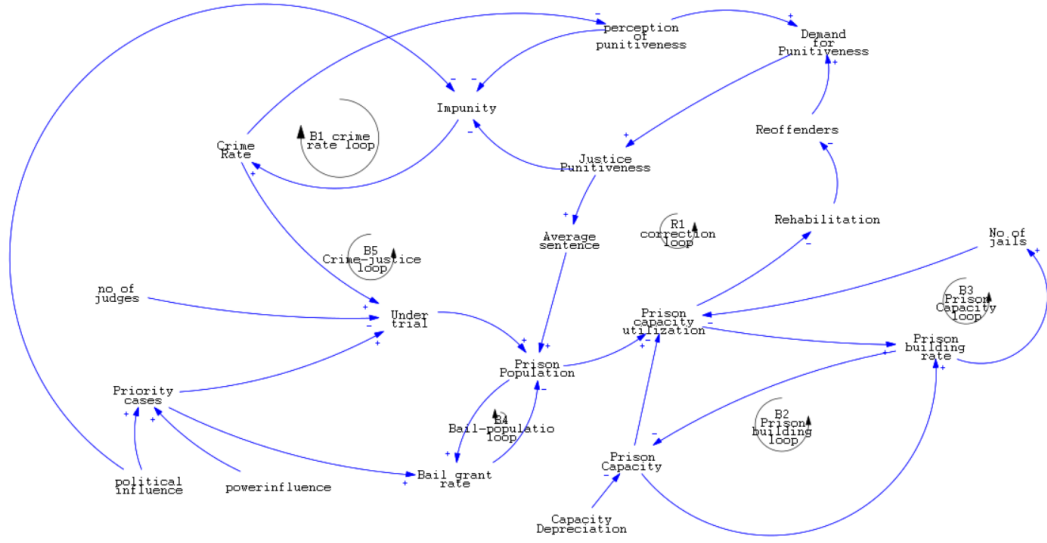 perception
of
punitiveness
Demand
for
Punitiveness
Impunity
B1 crime
rate loop
Crime
Rate
Reoffenders
Justice
Punitiveness
Rehabilitation
R1
correction
loop
Average
sentence
No of
jails
B5
Crime-justice
loop
no of
judges
Under
trial
Prison
capacity
utilization
B3
Prison
Capacity
loop
Prison
building
rate
Prison
Population
Priority
cases
B4
Bail-populatio
loop
B2
Prison
building
loop
Prison
Capacity
Bail grant
rate
political
influence
powerinfluence
Capacity
Depreciation